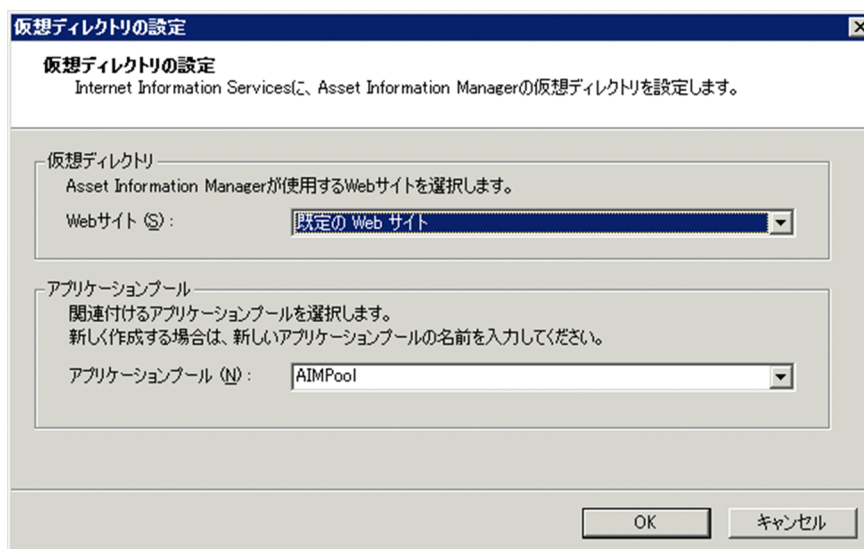 仮想ディレクトリの設定
仮想ディレクトリの設定
Internet Information Servicesに、Asset Information Managerの仮想ディレクトリを設定します。
仮想ディレクトリ
Asset Information Managerが使用するWebサイトを選択します。
Webサイト (S) : 既定の Web サイト
アプリケーションプール
関連付けるアプリケーションプールを選択します。
新しく作成する場合は、新しいアプリケーションプールの名前を入力してください。
アプリケーションプール (N) : AIMPool
OK キャンセル